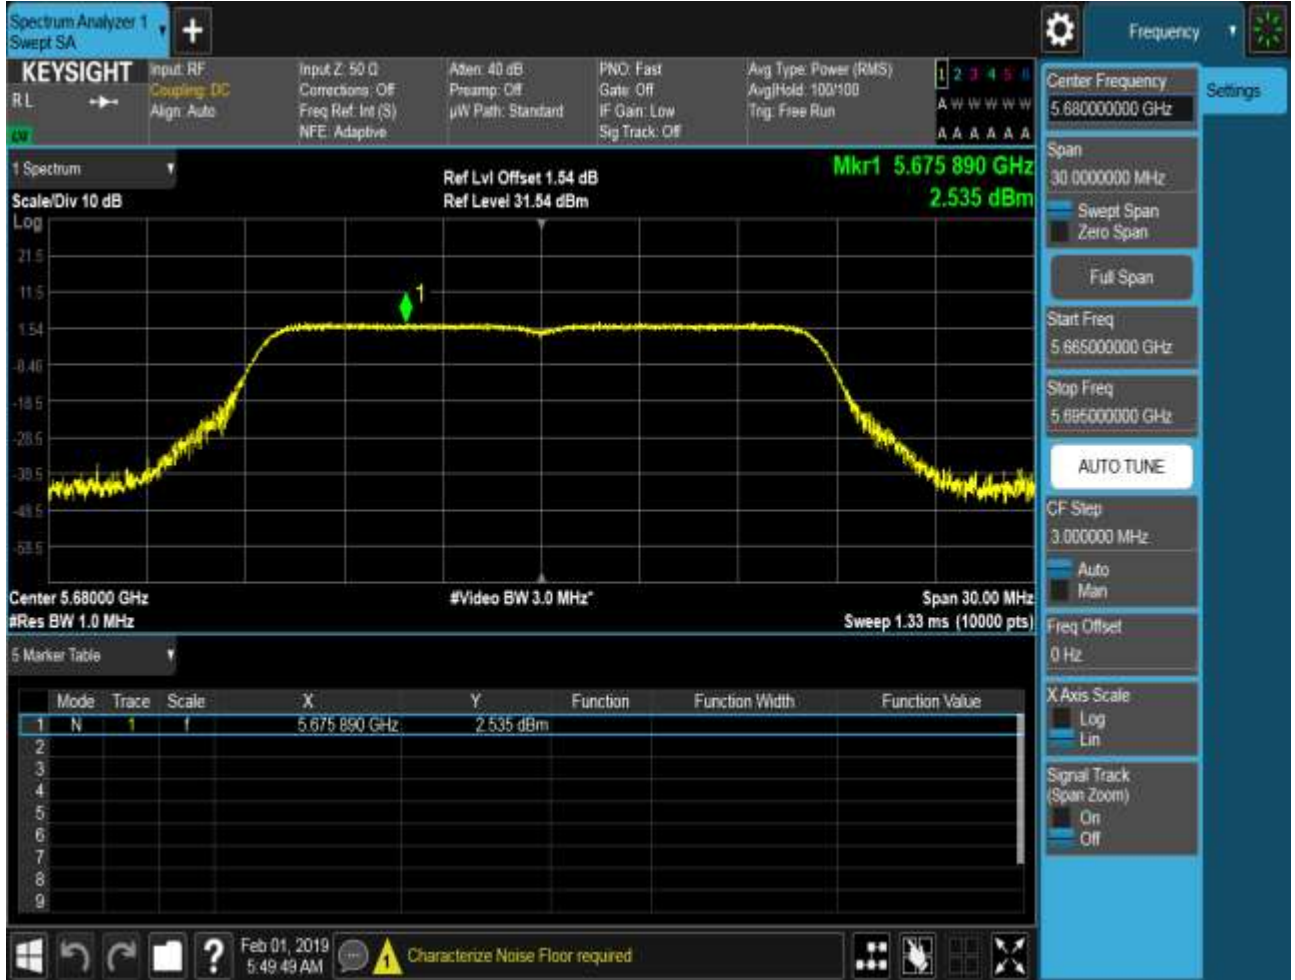 Spectrum Analyzer 1
Swept SA
Frequency
KEYSIGHT
R L
Input: RF
Coupling: DC
Align: Auto
Input Z: 50 Ω
Corrections: Off
Freq Ref: Int (S)
NFE: Adaptive
Atten: 40 dB
Preamp: Off
µW Path: Standard
PNO: Fast
Gate: Off
IF Gain: Low
Sig Track: Off
Avg Type: Power (RMS)
Avg|Hold: 100/100
Trig: Free Run
1 2 3 4 5 6
A W W W W W
A A A A A A
1 Spectrum
Scale/Div 10 dB
Ref Lvl Offset 1.54 dB
Ref Level 31.54 dBm
Mkr1 5.675 890 GHz
2.535 dBm
Log
21.5
11.5
1.54
-8.46
-18.5
-28.5
-38.5
-48.5
-58.5
1
Center 5.68000 GHz
#Res BW 1.0 MHz
#Video BW 3.0 MHz*
Span 30.00 MHz
Sweep 1.33 ms (10000 pts)
5 Marker Table
Mode Trace Scale X Y Function Function Width Function Value
1 N 1 f 5.675 890 GHz 2.535 dBm
2
3
4
5
6
7
8
9
Feb 01, 2019
5:49:49 AM
1
Characterize Noise Floor required
Settings
Center Frequency
5.680000000 GHz
Span
30.0000000 MHz
Swept Span
Zero Span
Full Span
Start Freq
5.665000000 GHz
Stop Freq
5.695000000 GHz
AUTO TUNE
CF Step
3.000000 MHz
Auto
Man
Freq Offset
0 Hz
X Axis Scale
Log
Lin
Signal Track
(Span Zoom)
On
Off